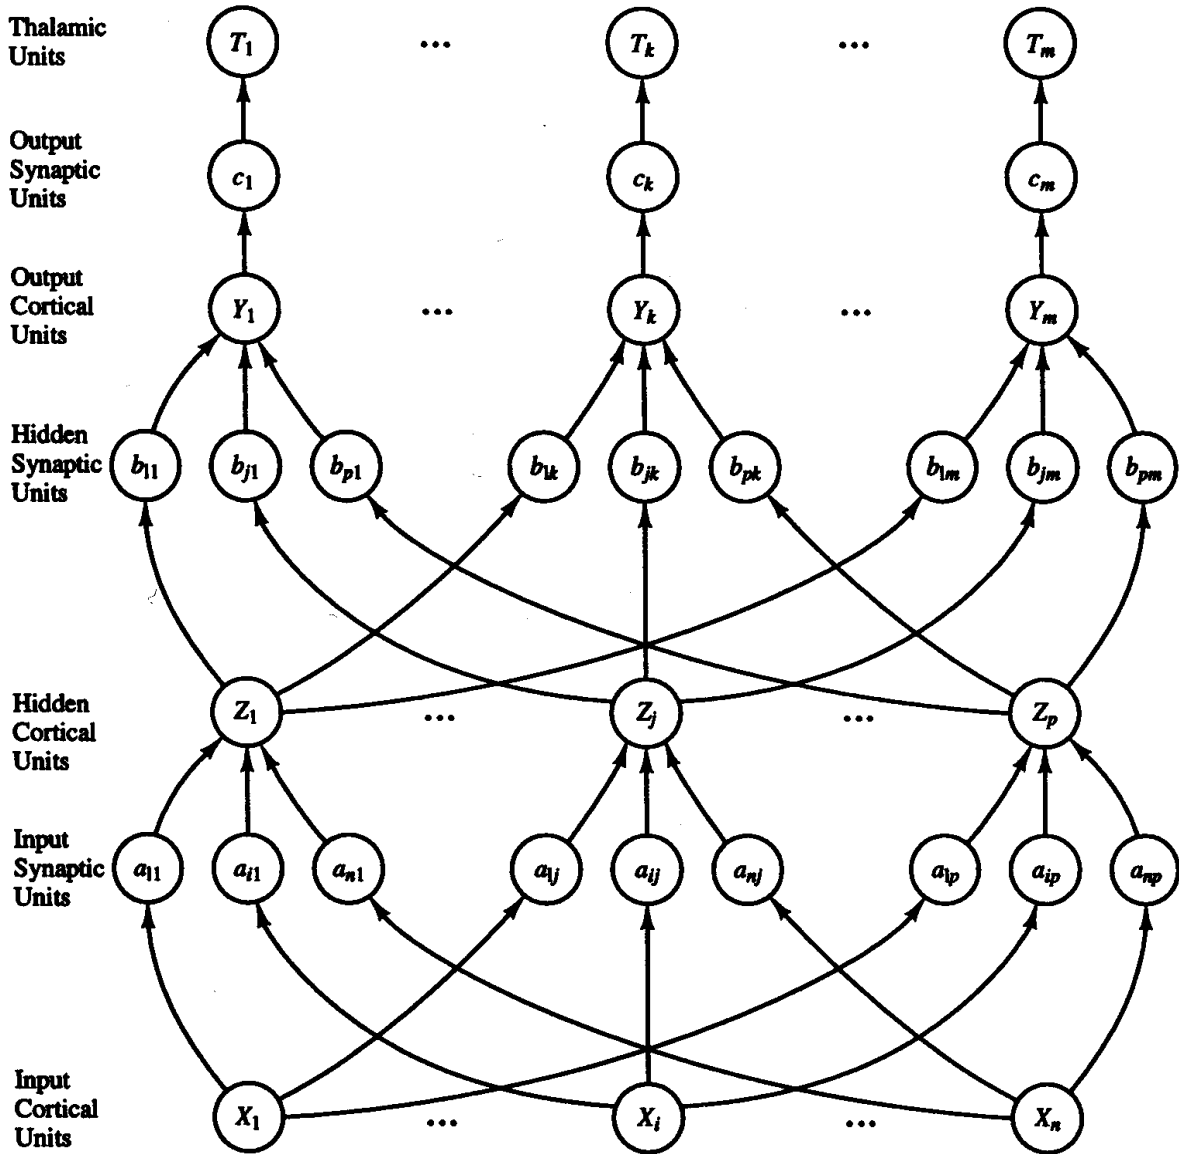 Thalamic
Units
T1 ... Tk ... Tm
Output
Synaptic
Units
c1 ck cm
Output
Cortical
Units
Y1 ... Yk ... Ym
Hidden
Synaptic
Units
b11 bj1 bp1 b1k bjk bpk b1m bjm bpm
Hidden
Cortical
Units
Z1 ... Zj ... Zp
Input
Synaptic
Units
a11 ai1 an1 a1j aij anj a1p aip anp
Input
Cortical
Units
X1 ... Xi ... Xn